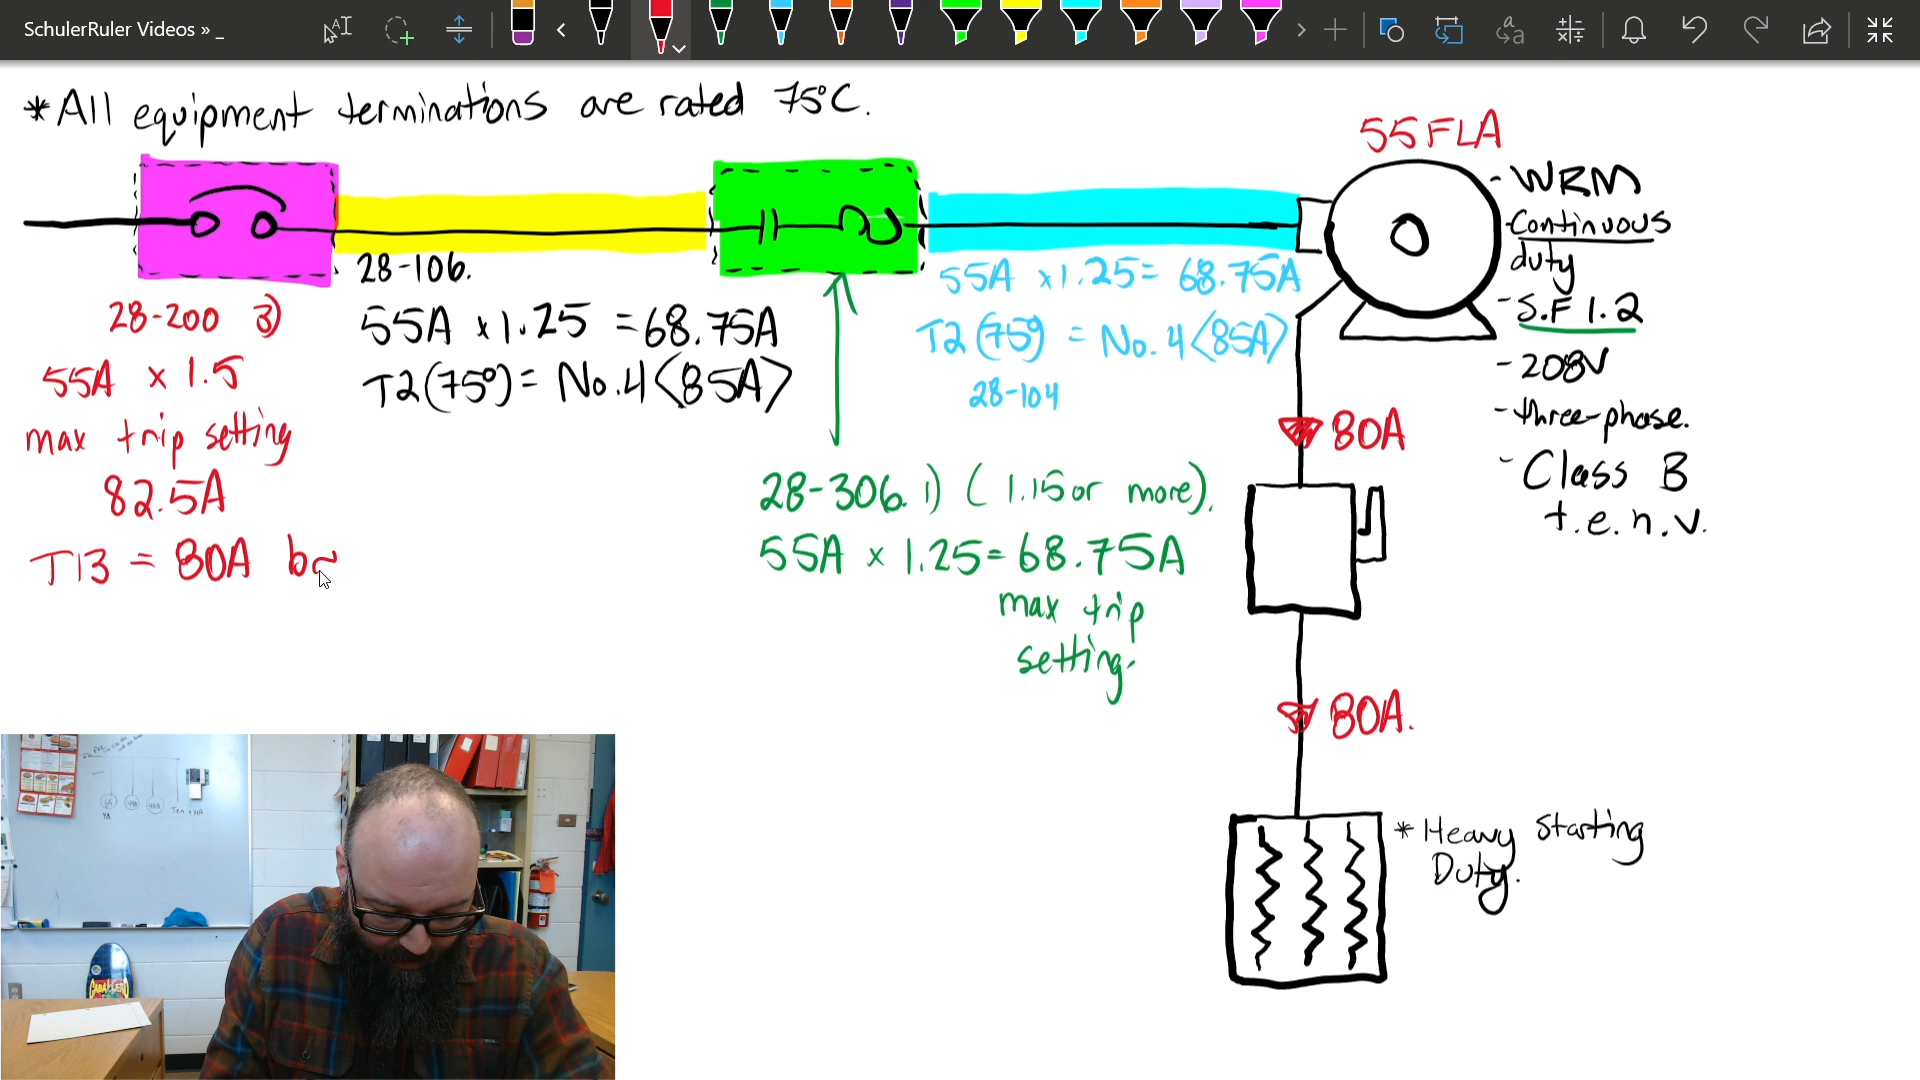 SchulerRuler Videos » _
*All equipment terminations are rated 75°C.
28-200 3)
55A x 1.5
max trip setting
82.5A
T13 = 80A br
28-106.
55A x 1.25 = 68.75A
T2(75°) = No.4<85A>
55A x 1.25 = 68.75A
T2(75°) = No.4<85A>
28-104
28-306. 1) (1.15 or more).
55A x 1.25 = 68.75A
max trip
setting.
55 FLA
- WRM
- Continuous
duty
- S.F 1.2
- 208V
- three-phase.
- Class B
t.e.n.v.
80A
80A.
* Heavy Starting
Duty.